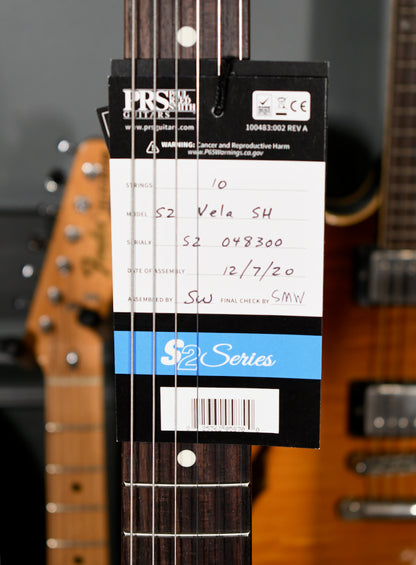 PRS PAUL REED SMITH
GUITARS
www.prsguitars.com
100483:002 REV A
WARNING: Cancer and Reproductive Harm
www.P65Warnings.ca.gov
STRINGS 10
MODEL S2 Vela SH
SERIAL# S2 048300
DATE OF ASSEMBLY 12/7/20
ASSEMBLED BY SW FINAL CHECK BY SMW
S2 Series